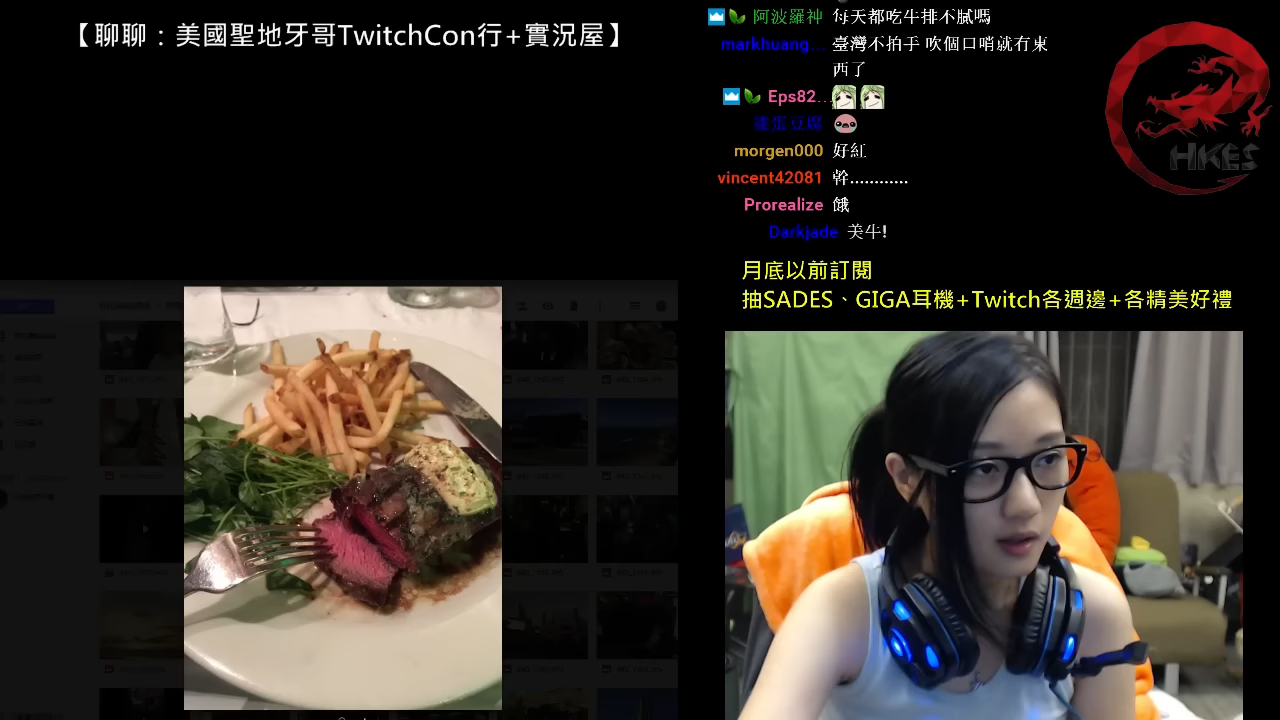 【聊聊：美國聖地牙哥TwitchCon行+實況屋】
阿波羅神 每天都吃牛排不膩嗎
markhuang... 臺灣不拍手 吹個口哨就冇東
西了
Eps82...
morgen000 好紅
vincent42081 幹............
Prorealize 餓
Darkjade 美牛!
HKES
月底以前訂閱
抽SADES、GIGA耳機+Twitch各週邊+各精美好禮